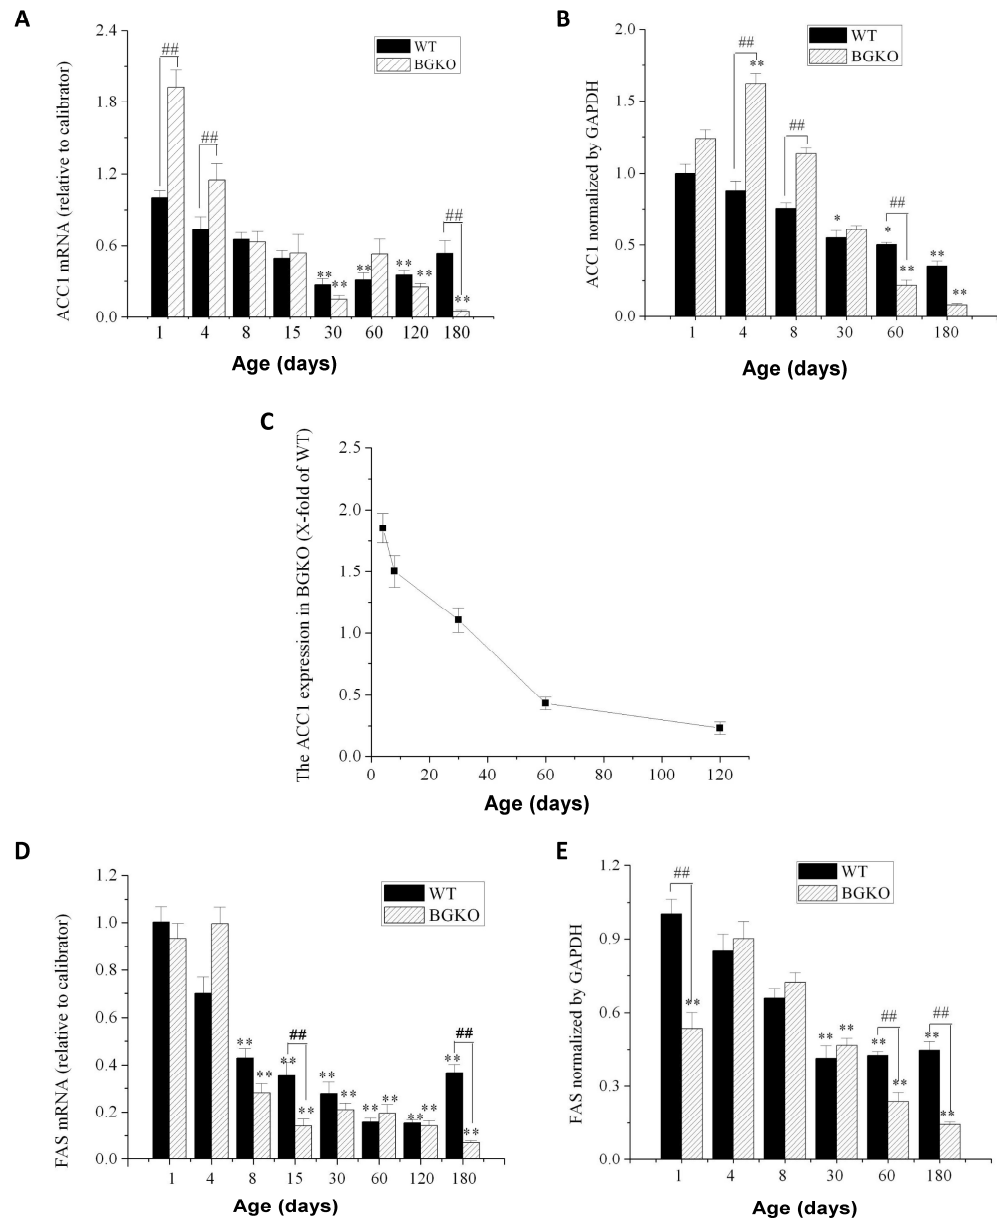 A
ACC1 mRNA (relative to calibrator)
2.4
1.8
1.2
0.6
0.0
WT
BGKO
##
##
##
** ** ** ** ** **
1 4 8 15 30 60 120 180
Age (days)
B
ACC1 normalized by GAPDH
2.0
1.5
1.0
0.5
0.0
WT
BGKO
##
**
##
##
* * ** ** **
1 4 8 30 60 180
Age (days)
C
The ACC1 expression in BGKO (X-fold of WT)
2.5
2.0
1.5
1.0
0.5
0.0
0 20 40 60 80 100 120
Age (days)
D
FAS mRNA (relative to calibrator)
1.2
1.0
0.8
0.6
0.4
0.2
0.0
WT
BGKO
##
##
** ** ** ** ** ** ** ** ** ** ** **
1 4 8 15 30 60 120 180
Age (days)
E
FAS normalized by GAPDH
1.2
0.9
0.6
0.3
0.0
WT
BGKO
##
##
##
** ** ** ** ** ** **
1 4 8 30 60 180
Age (days)